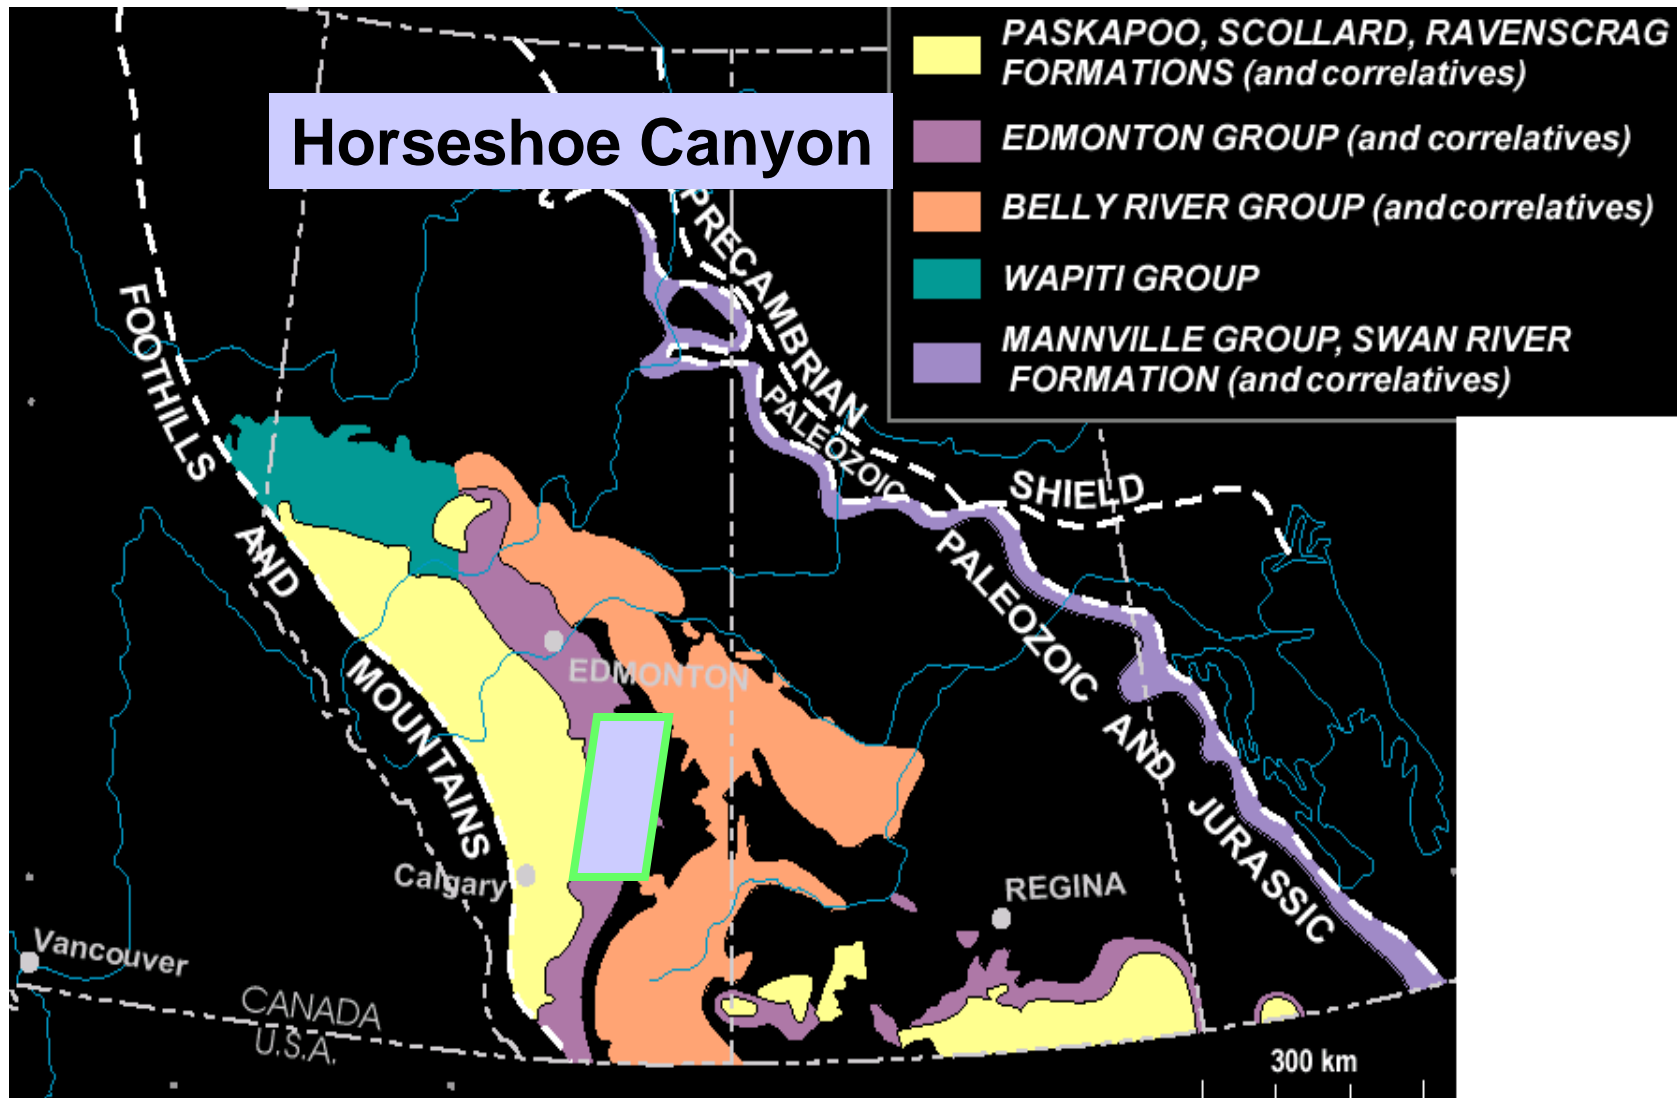 PASKAPOO, SCOLLARD, RAVENSCRAG
FORMATIONS (and correlatives)
Horseshoe Canyon
EDMONTON GROUP (and correlatives)
BELLY RIVER GROUP (and correlatives)
WAPITI GROUP
MANNVILLE GROUP, SWAN RIVER
FORMATION (and correlatives)
PRECAMBRIAN
SHIELD
FOOTHILLS
AND
MOUNTAINS
PALEOZOIC
PALEOZOIC
AND
JURASSIC
EDMONTON
Calgary
REGINA
Vancouver
CANADA
U.S.A.
300 km